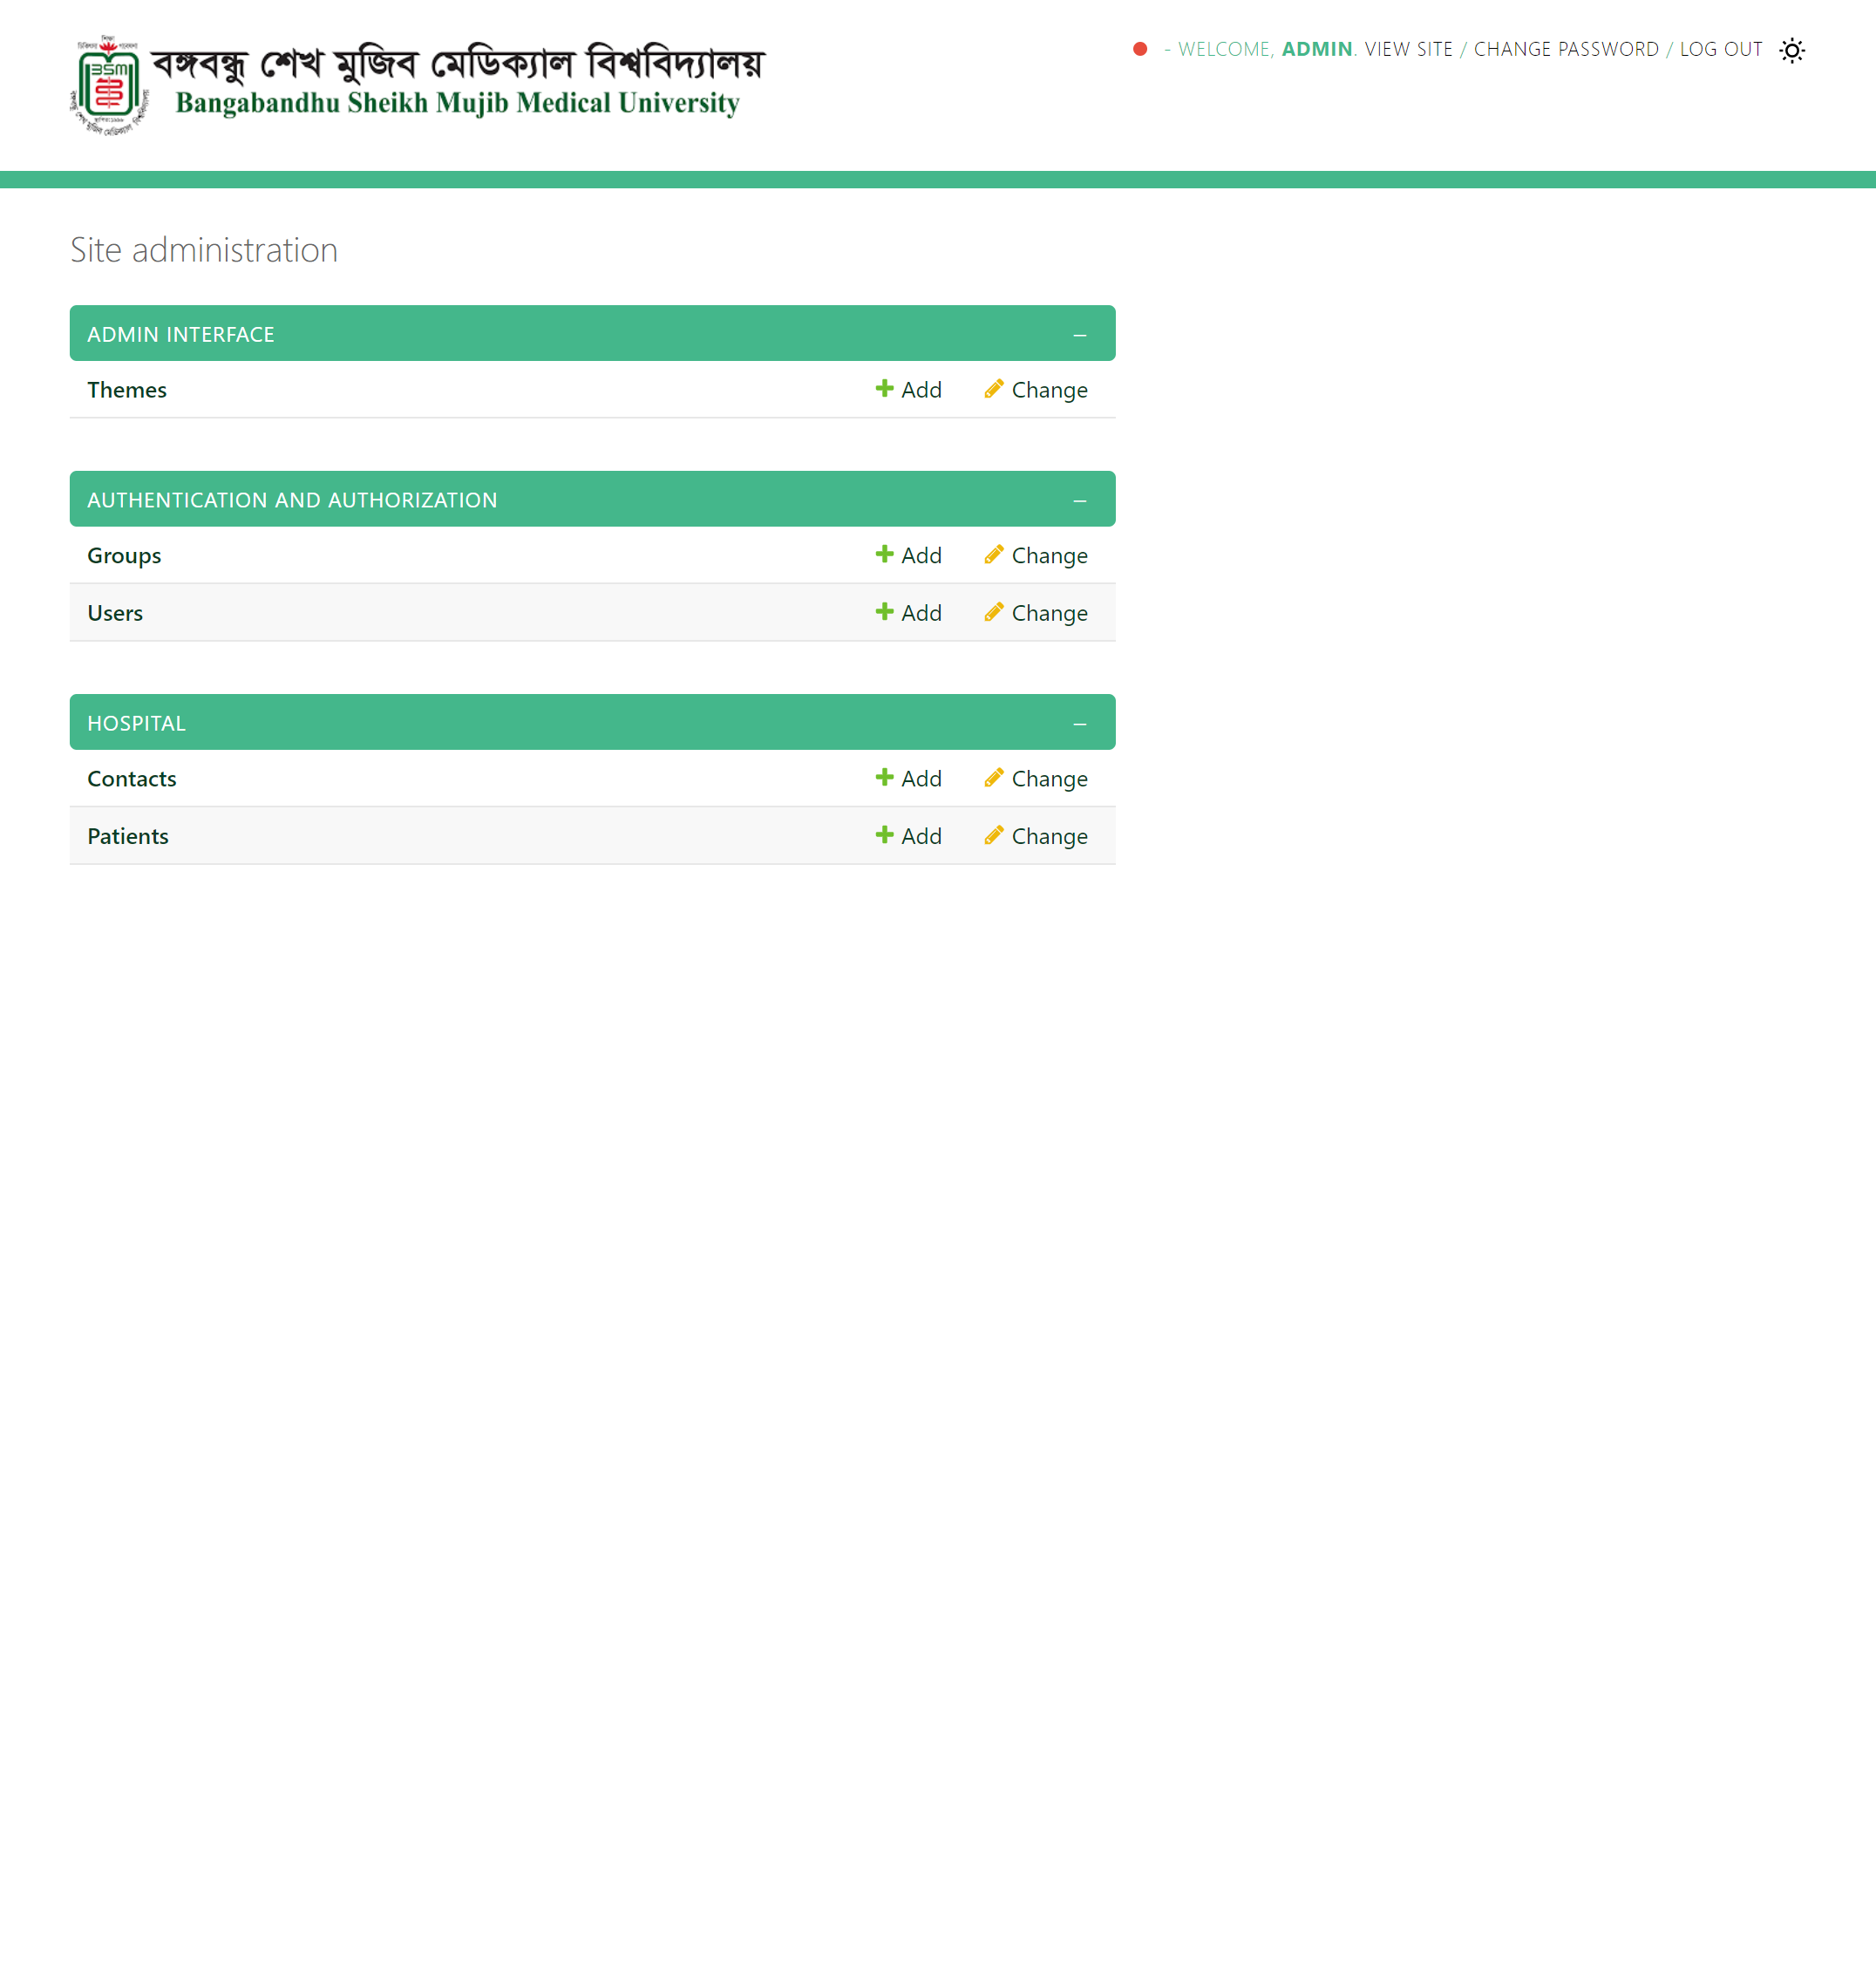 বঙ্গবন্ধু শেখ মুজিব মেডিক্যাল বিশ্ববিদ্যালয়
Bangabandhu Sheikh Mujib Medical University
- WELCOME, ADMIN. VIEW SITE / CHANGE PASSWORD / LOG OUT
Site administration
ADMIN INTERFACE –
Themes Add Change
AUTHENTICATION AND AUTHORIZATION –
Groups Add Change
Users Add Change
HOSPITAL –
Contacts Add Change
Patients Add Change